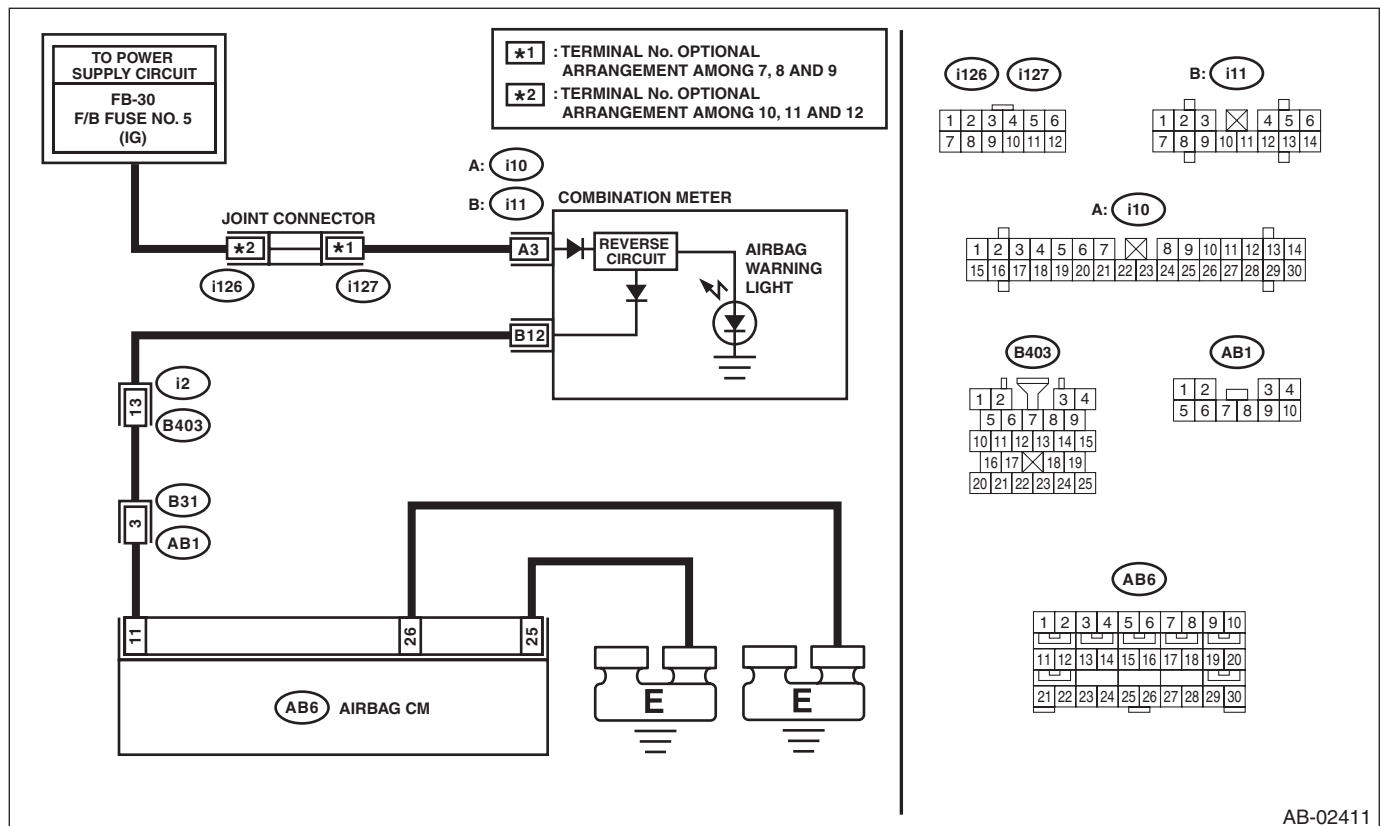 TO POWER
SUPPLY CIRCUIT
FB-30
F/B FUSE NO. 5
(IG)
*1 : TERMINAL No. OPTIONAL
ARRANGEMENT AMONG 7, 8 AND 9
*2 : TERMINAL No. OPTIONAL
ARRANGEMENT AMONG 10, 11 AND 12
A: i10
B: i11
COMBINATION METER
JOINT CONNECTOR
*2
*1
i126
i127
A3
REVERSE
CIRCUIT
AIRBAG
WARNING
LIGHT
B12
i2
13
B403
B31
3
AB1
11
26
25
AB6 AIRBAG CM
E
E
i126 i127
1 2 3 4 5 6
7 8 9 10 11 12
B: i11
1 2 3 4 5 6
7 8 9 10 11 12 13 14
A: i10
1 2 3 4 5 6 7 8 9 10 11 12 13 14
15 16 17 18 19 20 21 22 23 24 25 26 27 28 29 30
B403
1 2 3 4
5 6 7 8 9
10 11 12 13 14 15
16 17 18 19
20 21 22 23 24 25
AB1
1 2 3 4
5 6 7 8 9 10
AB6
1 2 3 4 5 6 7 8 9 10
11 12 13 14 15 16 17 18 19 20
21 22 23 24 25 26 27 28 29 30
AB-02411